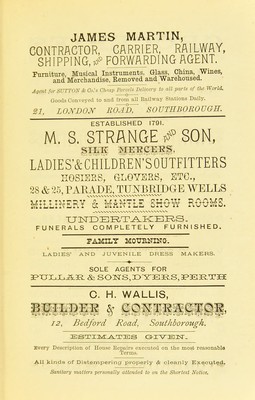 JAMES MARTIN,
CONTRACTOR, CARRIER, RAILWAY,
SHIPPING, AND FORWARDING AGENT.
Furniture, Musical Instruments, Glass, China, Wines,
and Merchandise, Removed and Warehoused.
Agent for SUTTON & Co.'s Cheap Parcels Delivery to all parts of the World.
Goods Conveyed to and from all Railway Stations Daily.
21, LONDON ROAD, SOUTHBOROUGH.
ESTABLISHED 1791.
M. S. STRANGE AND SON,
SILK MERCERS.
LADIES' & CHILDREN'S OUTFITTERS
HOSIERS, GLOVERS, ETC.,
23 & 25, PARADE, TUNBRIDGE WELLS
MILLINERY & MANTLE SHOW ROOMS.
UNDERTAKERS.
FUNERALS COMPLETELY FURNISHED.
FAMILY MOURNING.
LADIES' AND JUVENILE DRESS MAKERS.
SOLE AGENTS FOR
PULLAR & SONS, DYERS, PERTH
C. H. WALLIS,
BUILDER & CONTRACTOR,
12, Bedford Road, Southborough.
ESTIMATES GIVEN.
Every Description of House Repairs executed on the most reasonable
Terms.
All kinds of Distempering properly & cleanly Executed.
Sanitary matters personally attended to on the Shortest Notice.